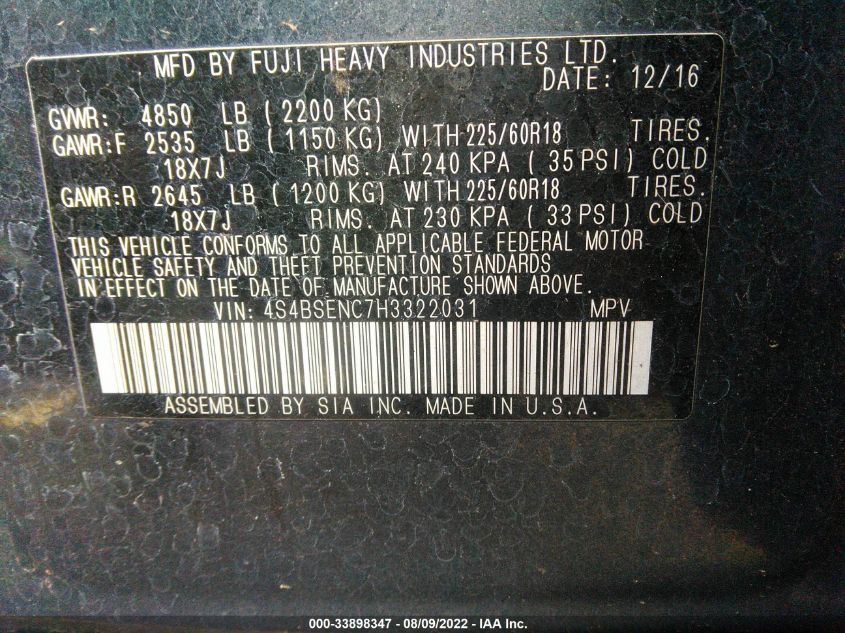 MFD BY FUJI HEAVY INDUSTRIES LTD.
DATE: 12/16
GVWR: 4850 LB ( 2200 KG)
GAWR:F 2535 LB ( 1150 KG) WITH 225/60R18 TIRES.
18X7J RIMS. AT 240 KPA ( 35 PSI) COLD
GAWR:R 2645 LB ( 1200 KG) WITH 225/60R18 TIRES.
18X7J RIMS. AT 230 KPA ( 33 PSI) COLD
THIS VEHICLE CONFORMS TO ALL APPLICABLE FEDERAL MOTOR
VEHICLE SAFETY AND THEFT PREVENTION STANDARDS
IN EFFECT ON THE DATE OF MANUFACTURE SHOWN ABOVE.
VIN: 4S4BSENC7H3322031 MPV
ASSEMBLED BY SIA INC. MADE IN U.S.A.
000-33898347 - 08/09/2022 - IAA Inc.